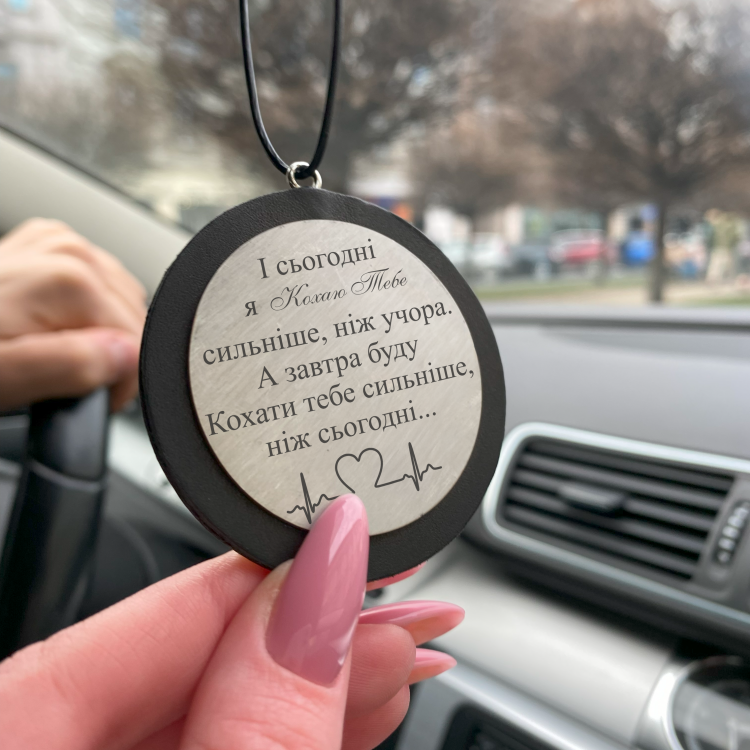 І сьогодні
я Кохаю Тебе
сильніше, ніж учора.
А завтра буду
Кохати тебе сильніше,
ніж сьогодні...